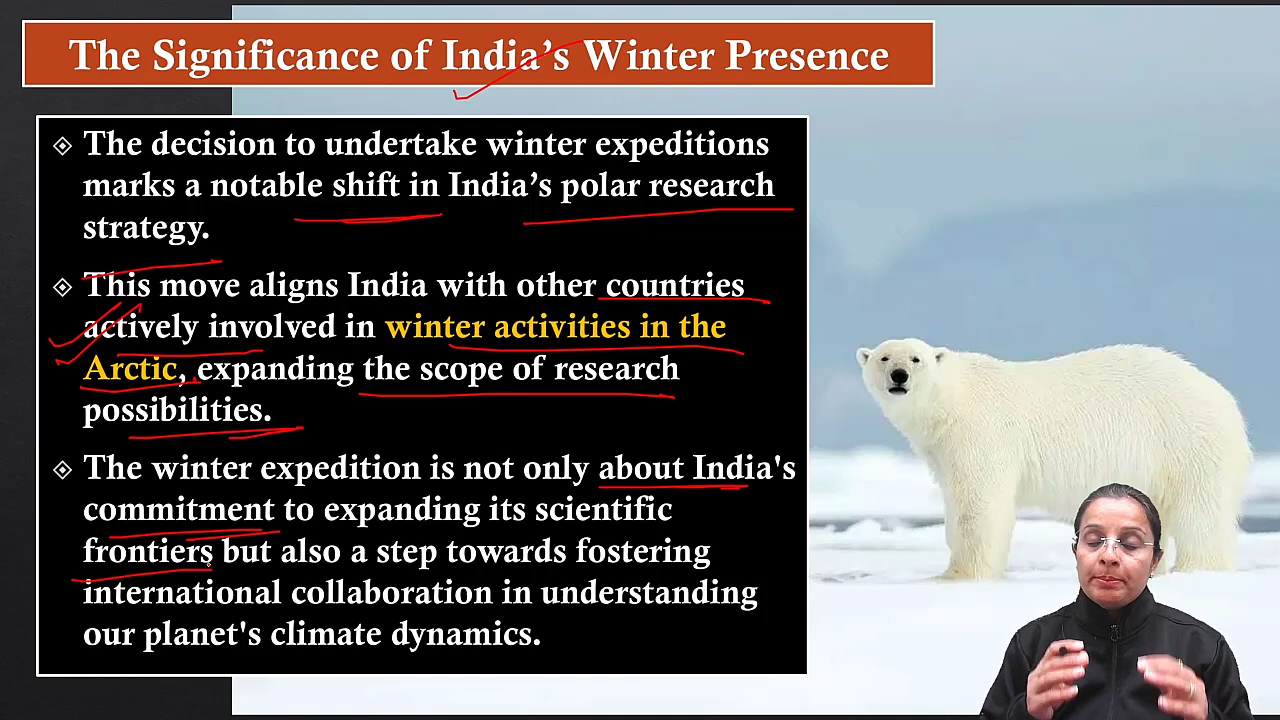 The Significance of India’s Winter Presence
The decision to undertake winter expeditions
marks a notable shift in India’s polar research
strategy.
This move aligns India with other countries
actively involved in winter activities in the
Arctic, expanding the scope of research
possibilities.
The winter expedition is not only about India's
commitment to expanding its scientific
frontiers but also a step towards fostering
international collaboration in understanding
our planet's climate dynamics.